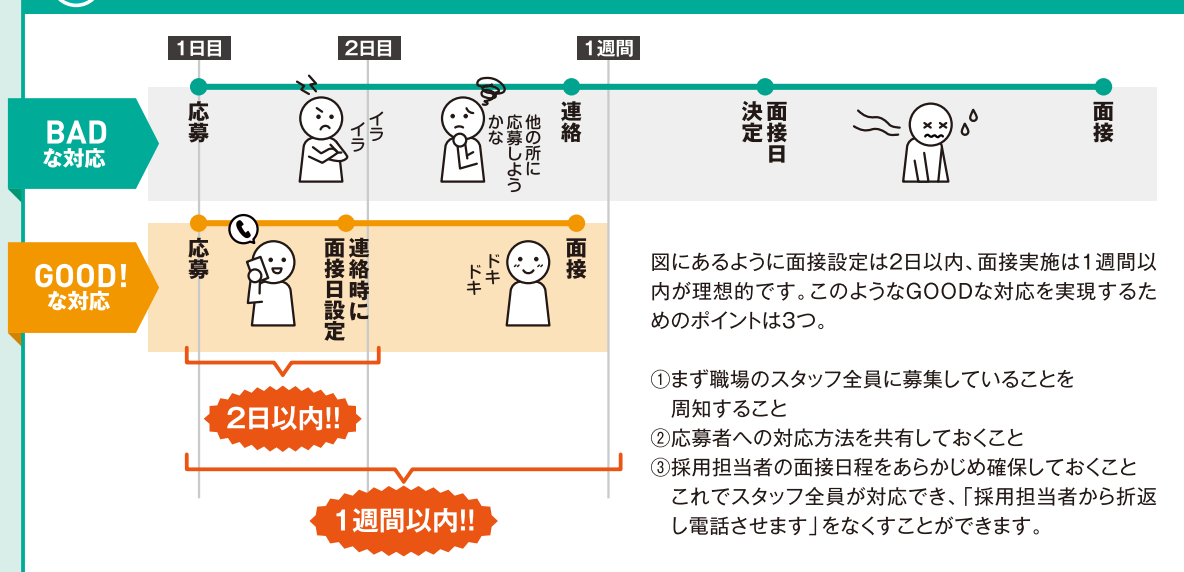 1日目
2日目
1週間
BAD
な対応
応募
イライラ
他の所に
応募しよう
かな
連絡
面接日
決定
面接
GOOD!
な対応
応募
連絡時に
面接日設定
ドキドキ
面接
2日以内!!
1週間以内!!
図にあるように面接設定は2日以内、面接実施は1週間以
内が理想的です。このようなGOODな対応を実現するた
めのポイントは3つ。
①まず職場のスタッフ全員に募集していることを
周知すること
②応募者への対応方法を共有しておくこと
③採用担当者の面接日程をあらかじめ確保しておくこと
これでスタッフ全員が対応でき、「採用担当者から折返
し電話させます」をなくすことができます。